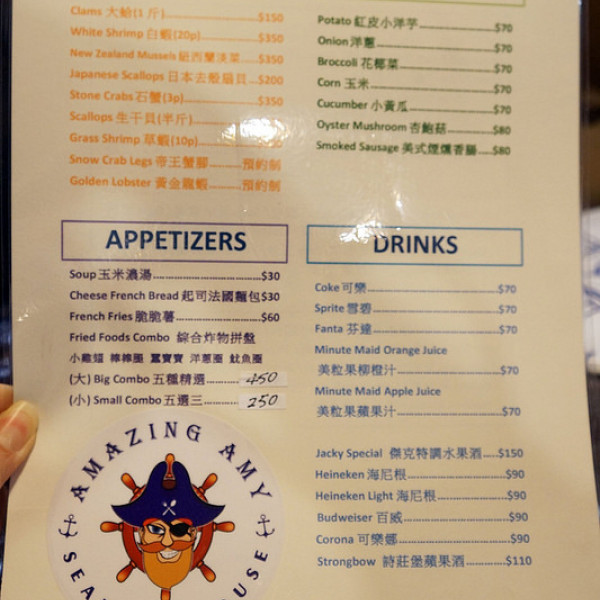 Clams 大蛤(1 斤)..................$150
White Shrimp 白蝦(20p)..................$350
New Zealand Mussels 紐西蘭淡菜........$350
Japanese Scallops 日本去殼扇貝....$200
Stone Crabs 石蟹(3p)..................$350
Scallops 生干貝(半斤)
Grass Shrimp 草蝦(10p)
Snow Crab Legs 帝王蟹腳............預約制
Golden Lobster 黃金龍蝦............預約制
Potato 紅皮小洋芋..................$70
Onion 洋蔥..................$70
Broccoli 花椰菜..................$70
Corn 玉米..................$70
Cucumber 小黃瓜..................$70
Oyster Mushroom 杏鮑菇............$80
Smoked Sausage 美式煙燻香腸.....$80
APPETIZERS
Soup 玉米濃湯..............................$30
Cheese French Bread 起司法國麵包$30
French Fries 脆脆薯........................$60
Fried Foods Combo 綜合炸物拼盤
小雞塊 棒棒腿 薯寶寶 洋蔥圈 魷魚圈
(大) Big Combo 五種精選........450
(小) Small Combo 五選三............250
DRINKS
Coke 可樂..............................$70
Sprite 雪碧..............................$70
Fanta 芬達..............................$70
Minute Maid Orange Juice
美粒果柳橙汁........................$70
Minute Maid Apple Juice
美粒果蘋果汁........................$70
Jacky Special 傑克特調水果酒.....$150
Heineken 海尼根........................$90
Heineken Light 海尼根..................$90
Budweiser 百威........................$90
Corona 可樂娜........................$90
Strongbow 詩莊堡蘋果酒............$110
AMAZING AMY